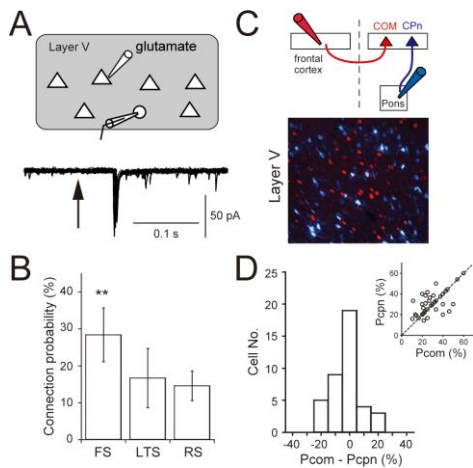 A
Layer V
glutamate
50 pA
0.1 s
B
Connection probability (%)
40
30
20
10
0
**
FS
LTS
RS
C
COM
CPn
frontal
cortex
Pons
Layer V
D
Cell No.
25
20
15
10
5
0
-40
-20
0
20
40
Pcom - Pcpn (%)
Pcpn (%)
60
40
20
0
0
20
40
60
Pcom (%)